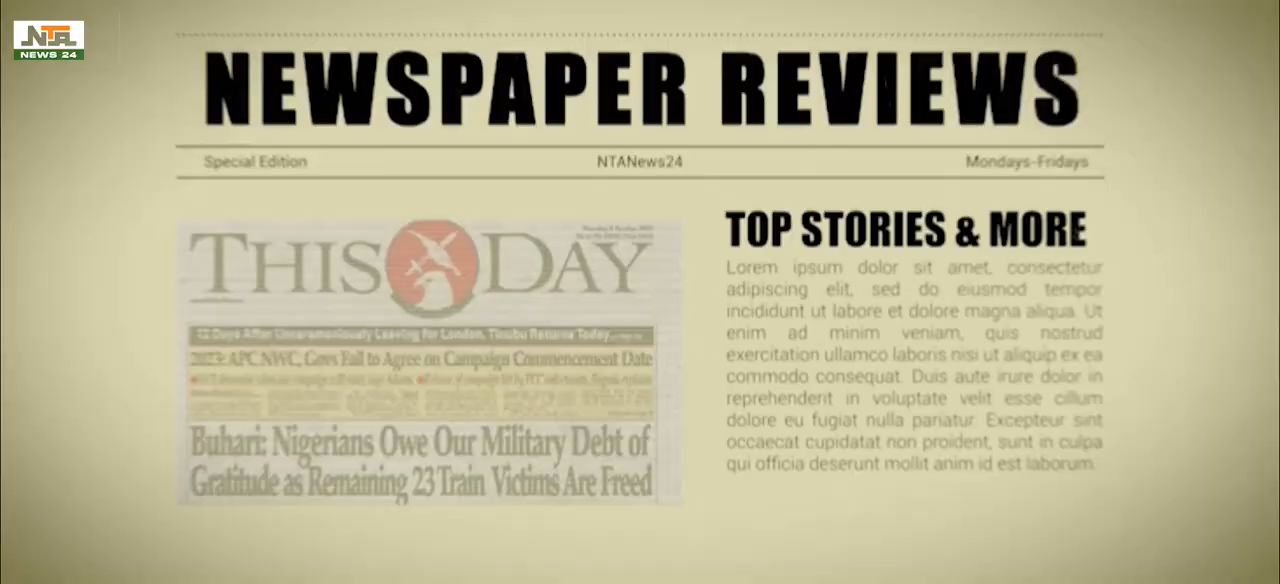 NTA
NEWS 24
NEWSPAPER REVIEWS
Special Edition
NTANews24
Mondays-Fridays
THISDAY
12 Days After Unceremoniously Leaving for London, Tinubu Returns Today
2023: APC NWC, Govs Fail to Agree on Campaign Commencement Date
Buhari: Nigerians Owe Our Military Debt of
Gratitude as Remaining 23 Train Victims Are Freed
TOP STORIES & MORE
Lorem ipsum dolor sit amet, consectetur
adipiscing elit, sed do eiusmod tempor
incididunt ut labore et dolore magna aliqua. Ut
enim ad minim veniam, quis nostrud
exercitation ullamco laboris nisi ut aliquip ex ea
commodo consequat. Duis aute irure dolor in
reprehenderit in voluptate velit esse cillum
dolore eu fugiat nulla pariatur. Excepteur sint
occaecat cupidatat non proident, sunt in culpa
qui officia deserunt mollit anim id est laborum.